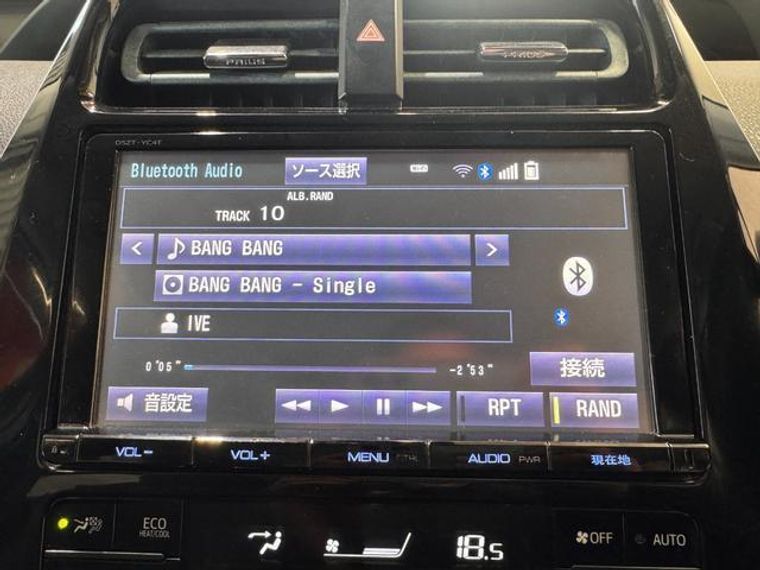 PRIUS
PRIUS
DSZT-YC4T
Bluetooth Audio ソース選択
ALB.RAND
TRACK 10
< BANG BANG >
BANG BANG - Single
IVE
0'05" -2'53" 接続
音設定 RPT RAND
VOL- VOL+ MENU AUDIO PWR 現在地
ECO
HEAT/COOL
18.5
OFF AUTO